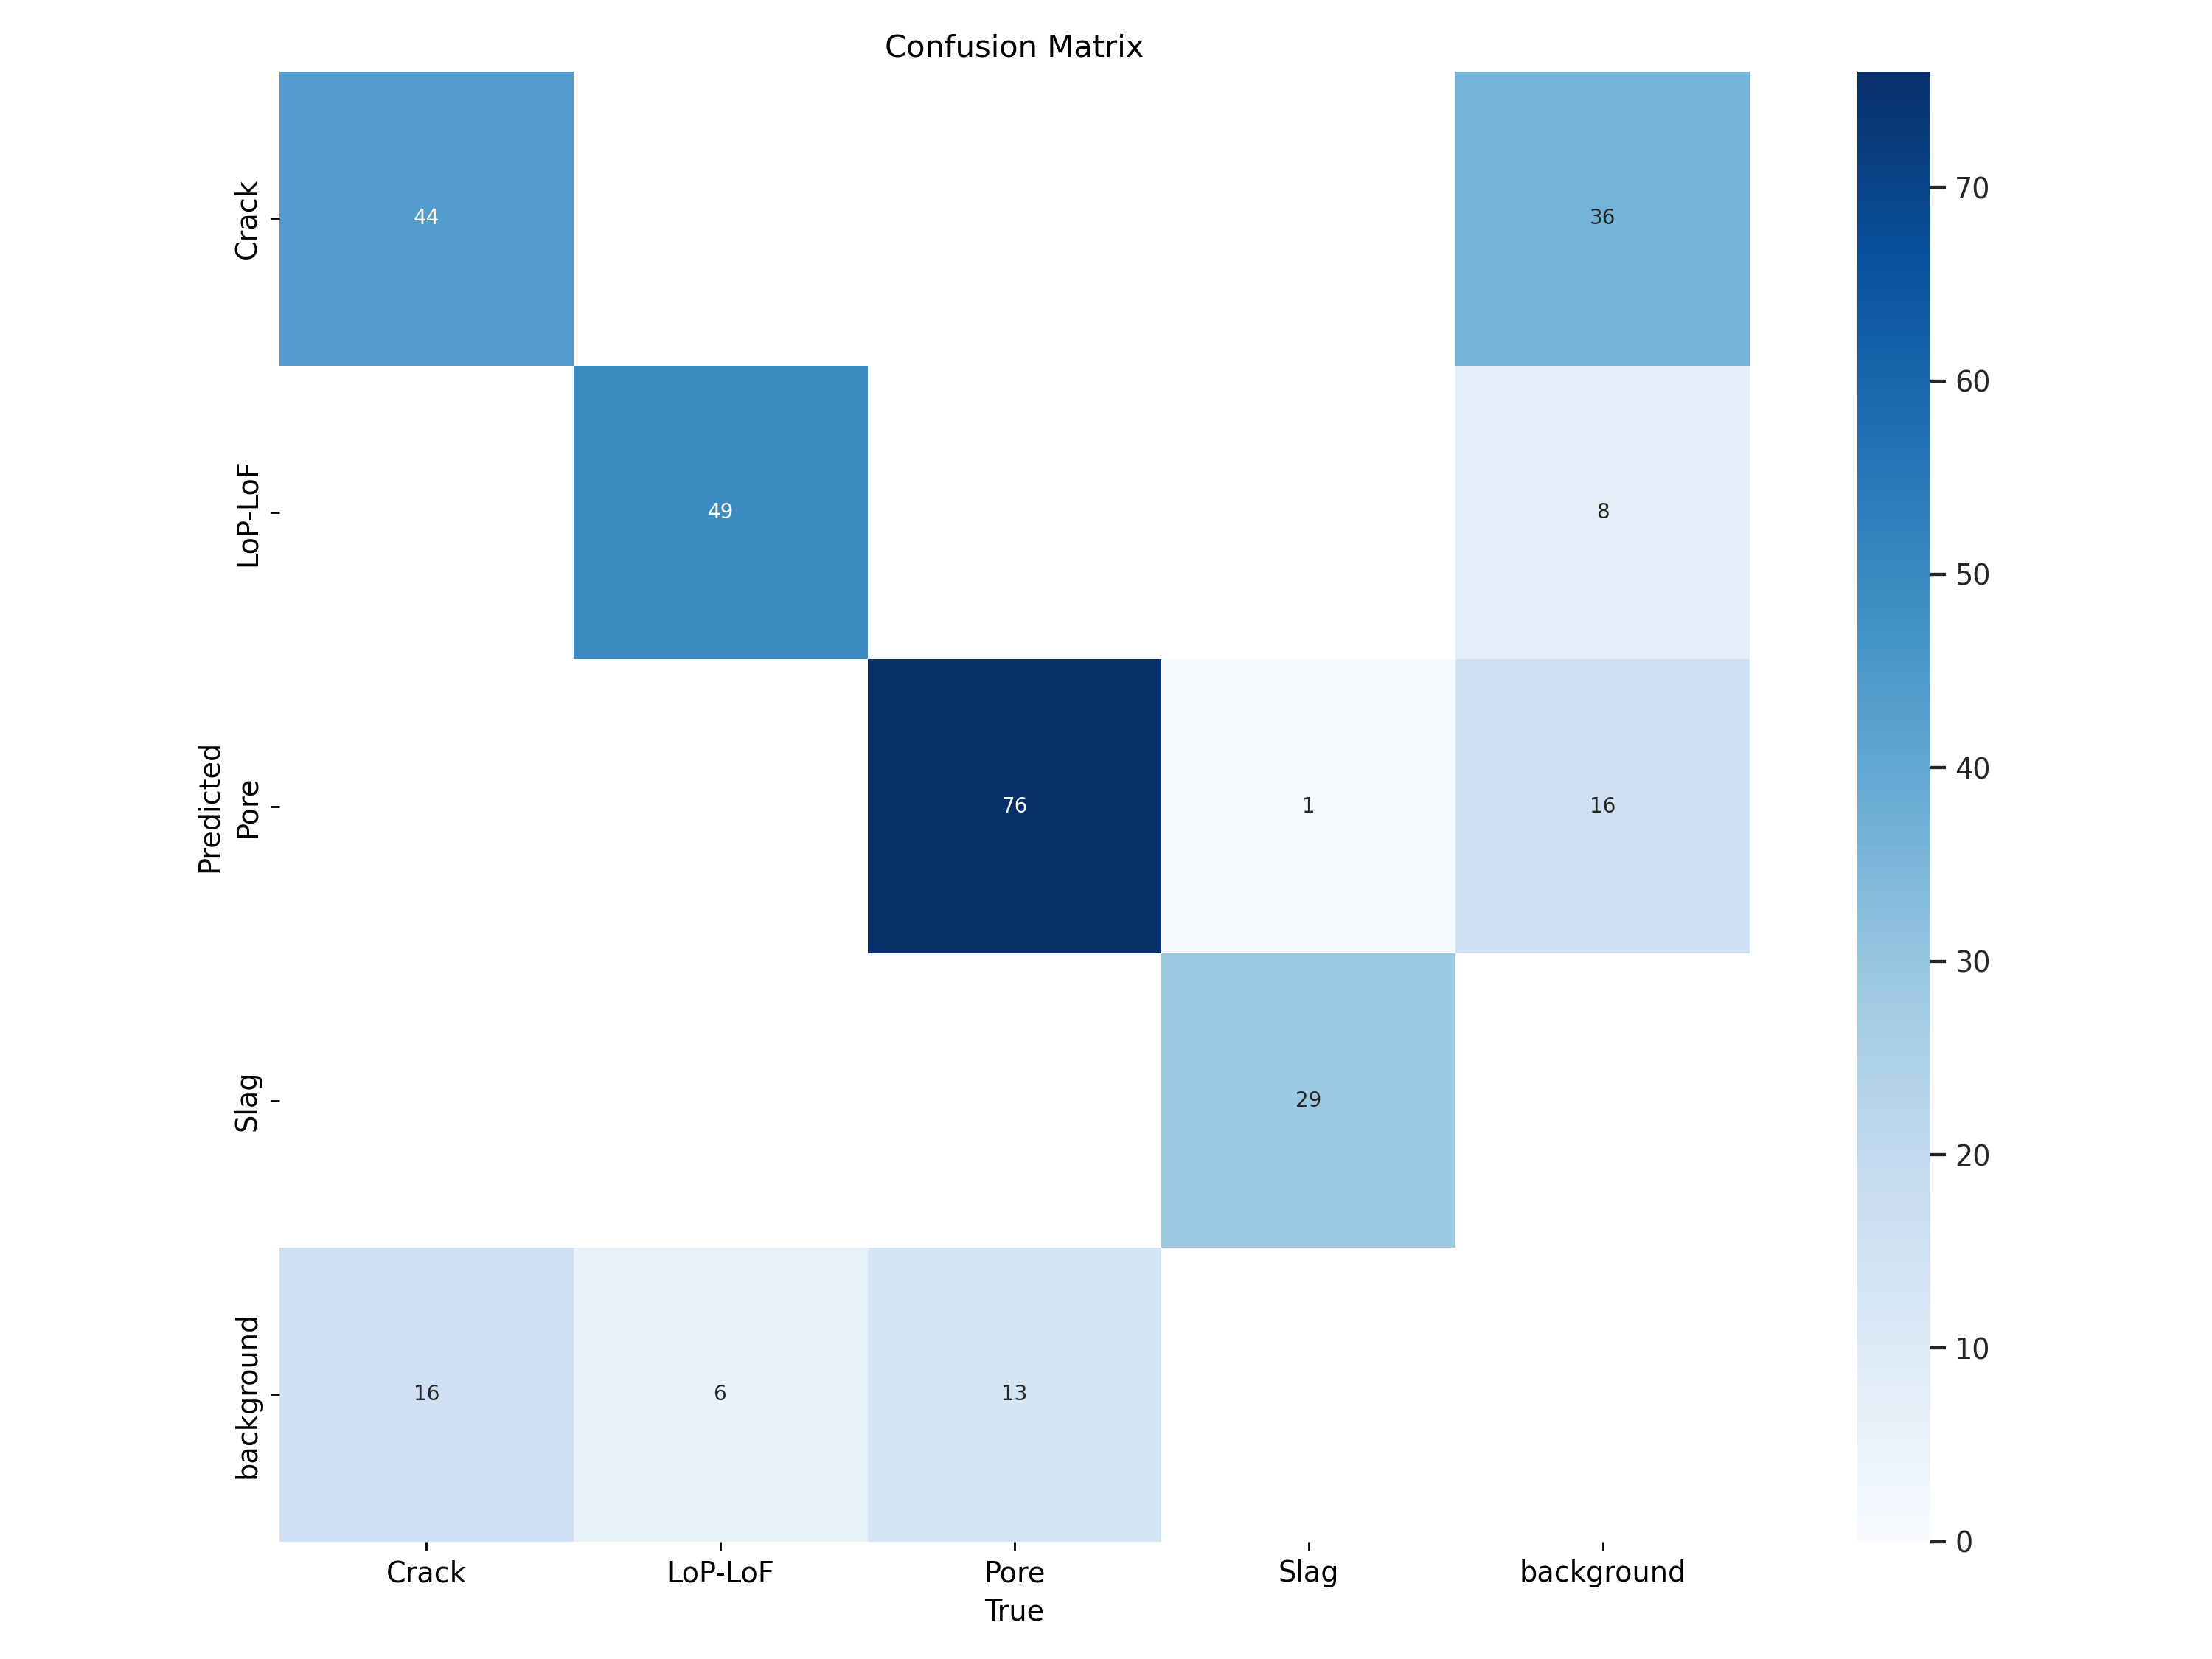 Confusion Matrix
Crack
44
36
LoP-LoF
49
8
Predicted
Pore
76
1
16
Slag
29
background
16
6
13
Crack
LoP-LoF
Pore
Slag
background
True
70
60
50
40
30
20
10
0